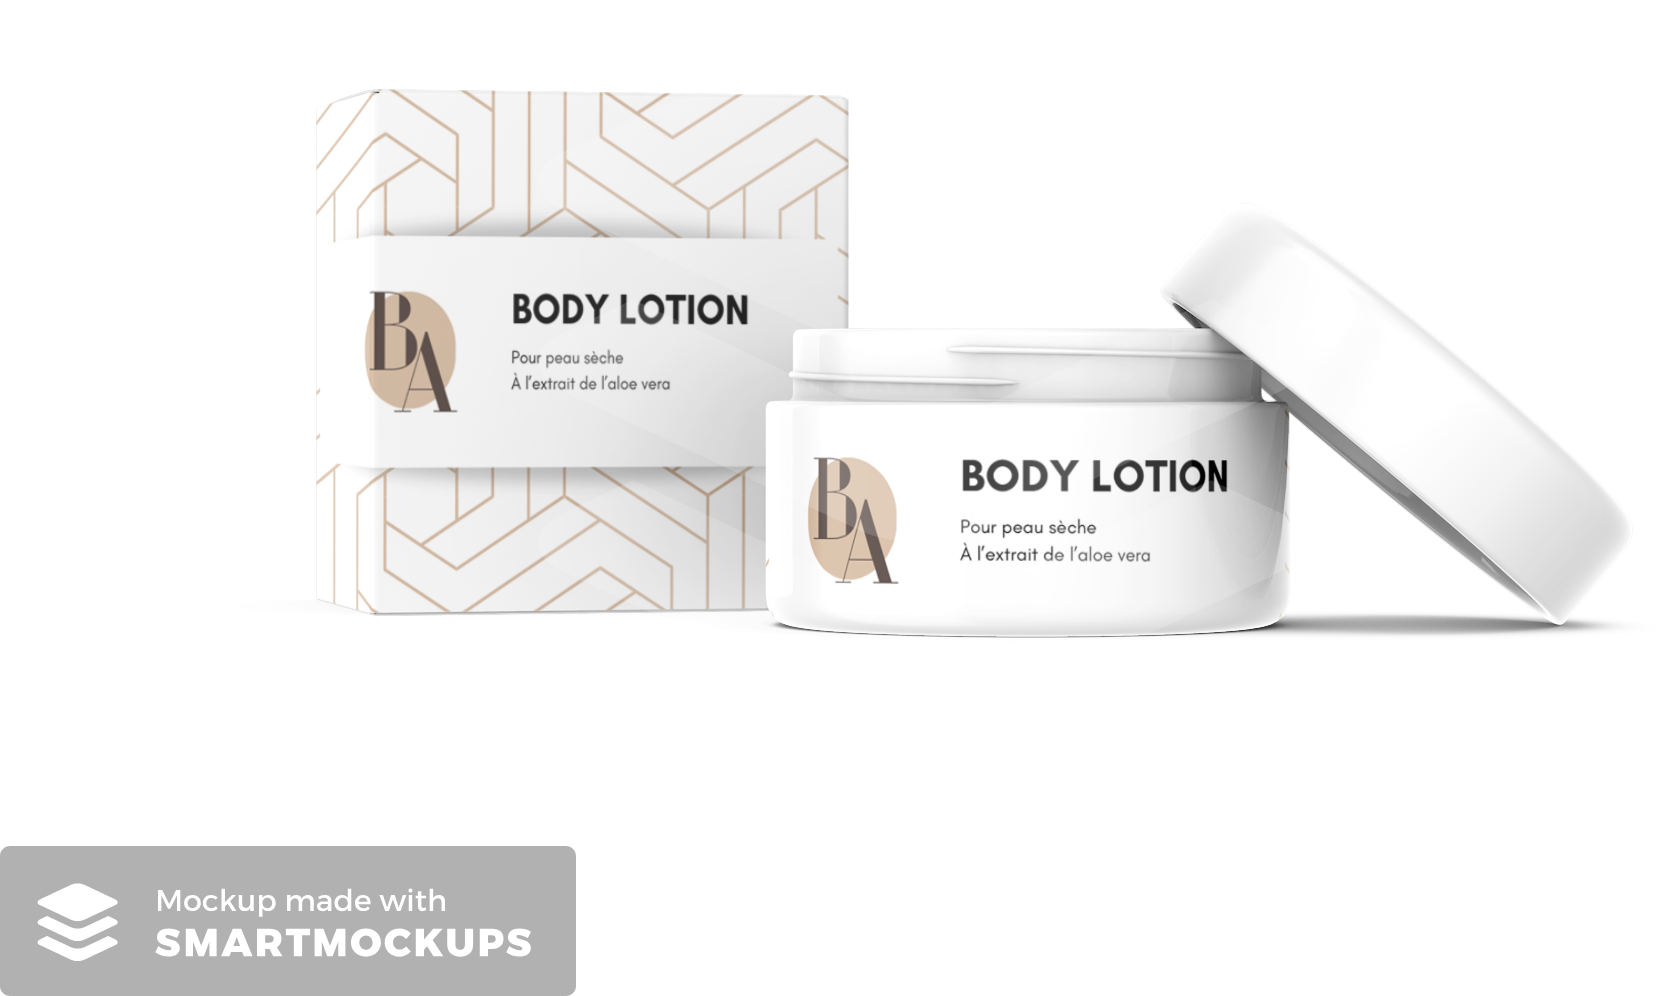 BA
BODY LOTION
Pour peau sèche
À l'extrait de l'aloe vera
BA
BODY LOTION
Pour peau sèche
À l'extrait de l'aloe vera
Mockup made with
SMARTMOCKUPS